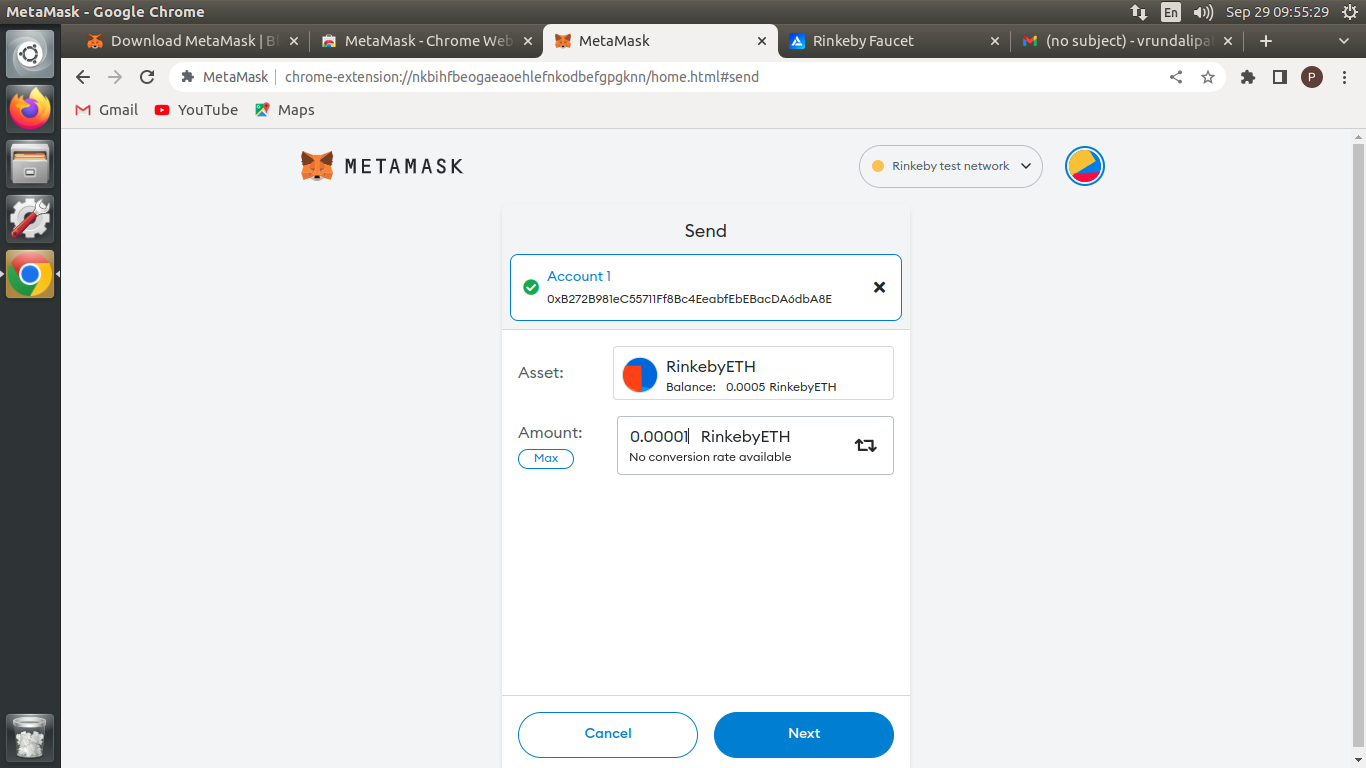 MetaMask - Google Chrome
En
Sep 29 09:55:29
Download MetaMask | Bl
MetaMask - Chrome Web
MetaMask
Rinkeby Faucet
(no subject) - vrundalipat
MetaMask
chrome-extension://nkbihfbeogaeaoehlefnkodbefgpgknn/home.html#send
P
Gmail
YouTube
Maps
METAMASK
Rinkeby test network
Send
Account 1
0xB272B981eC55711Ff8Bc4EeabfEbEBacDA6dbA8E
Asset:
RinkebyETH
Balance: 0.0005 RinkebyETH
Amount:
Max
0.00001 RinkebyETH
No conversion rate available
Cancel
Next